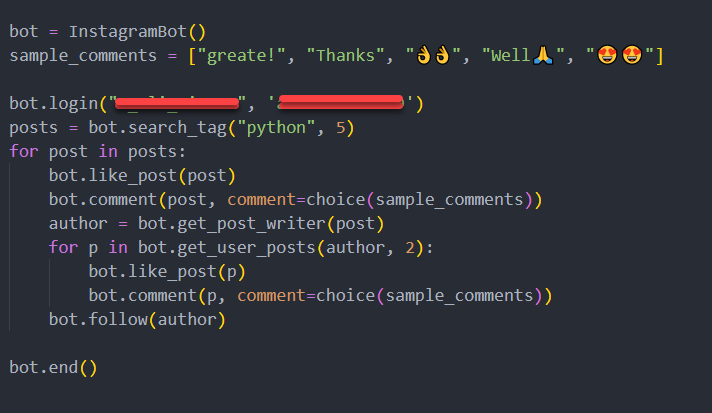 bot = InstagramBot()
sample_comments = ["greate!", "Thanks", "👌👌", "Well🙏", "😍😍"]
bot.login("", '')
posts = bot.search_tag("python", 5)
for post in posts:
bot.like_post(post)
bot.comment(post, comment=choice(sample_comments))
author = bot.get_post_writer(post)
for p in bot.get_user_posts(author, 2):
bot.like_post(p)
bot.comment(p, comment=choice(sample_comments))
bot.follow(author)
bot.end()